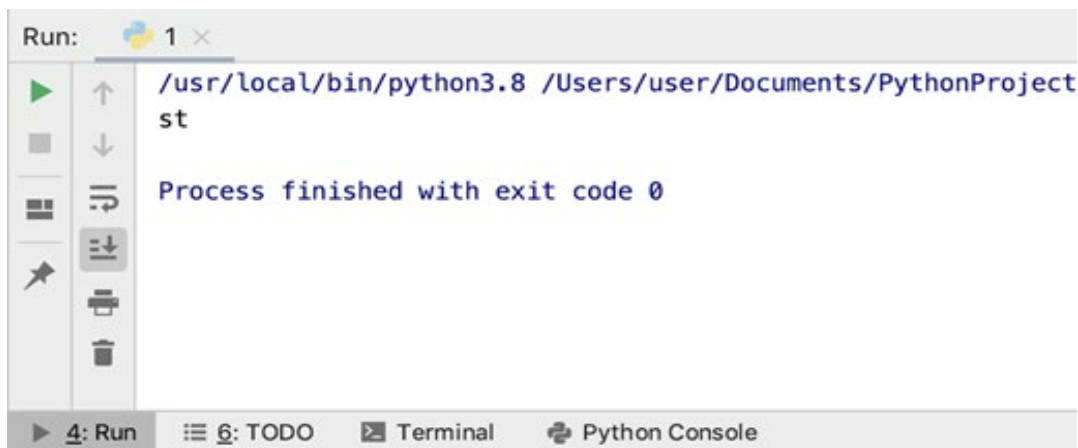 Run: 1
/usr/local/bin/python3.8 /Users/user/Documents/PythonProject
st
Process finished with exit code 0
4: Run 6: TODO Terminal Python Console